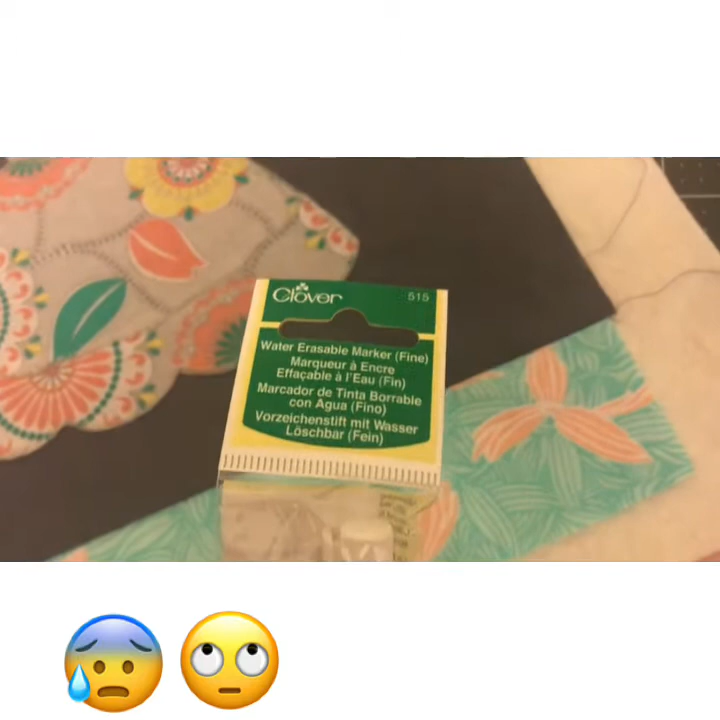 Clover
515
Water Erasable Marker (Fine)
Marqueur à Encre
Effaçable à l'Eau (Fin)
Marcador de Tinta Borrable
con Agua (Fino)
Vorzeichenstift mit Wasser
Löschbar (Fein)